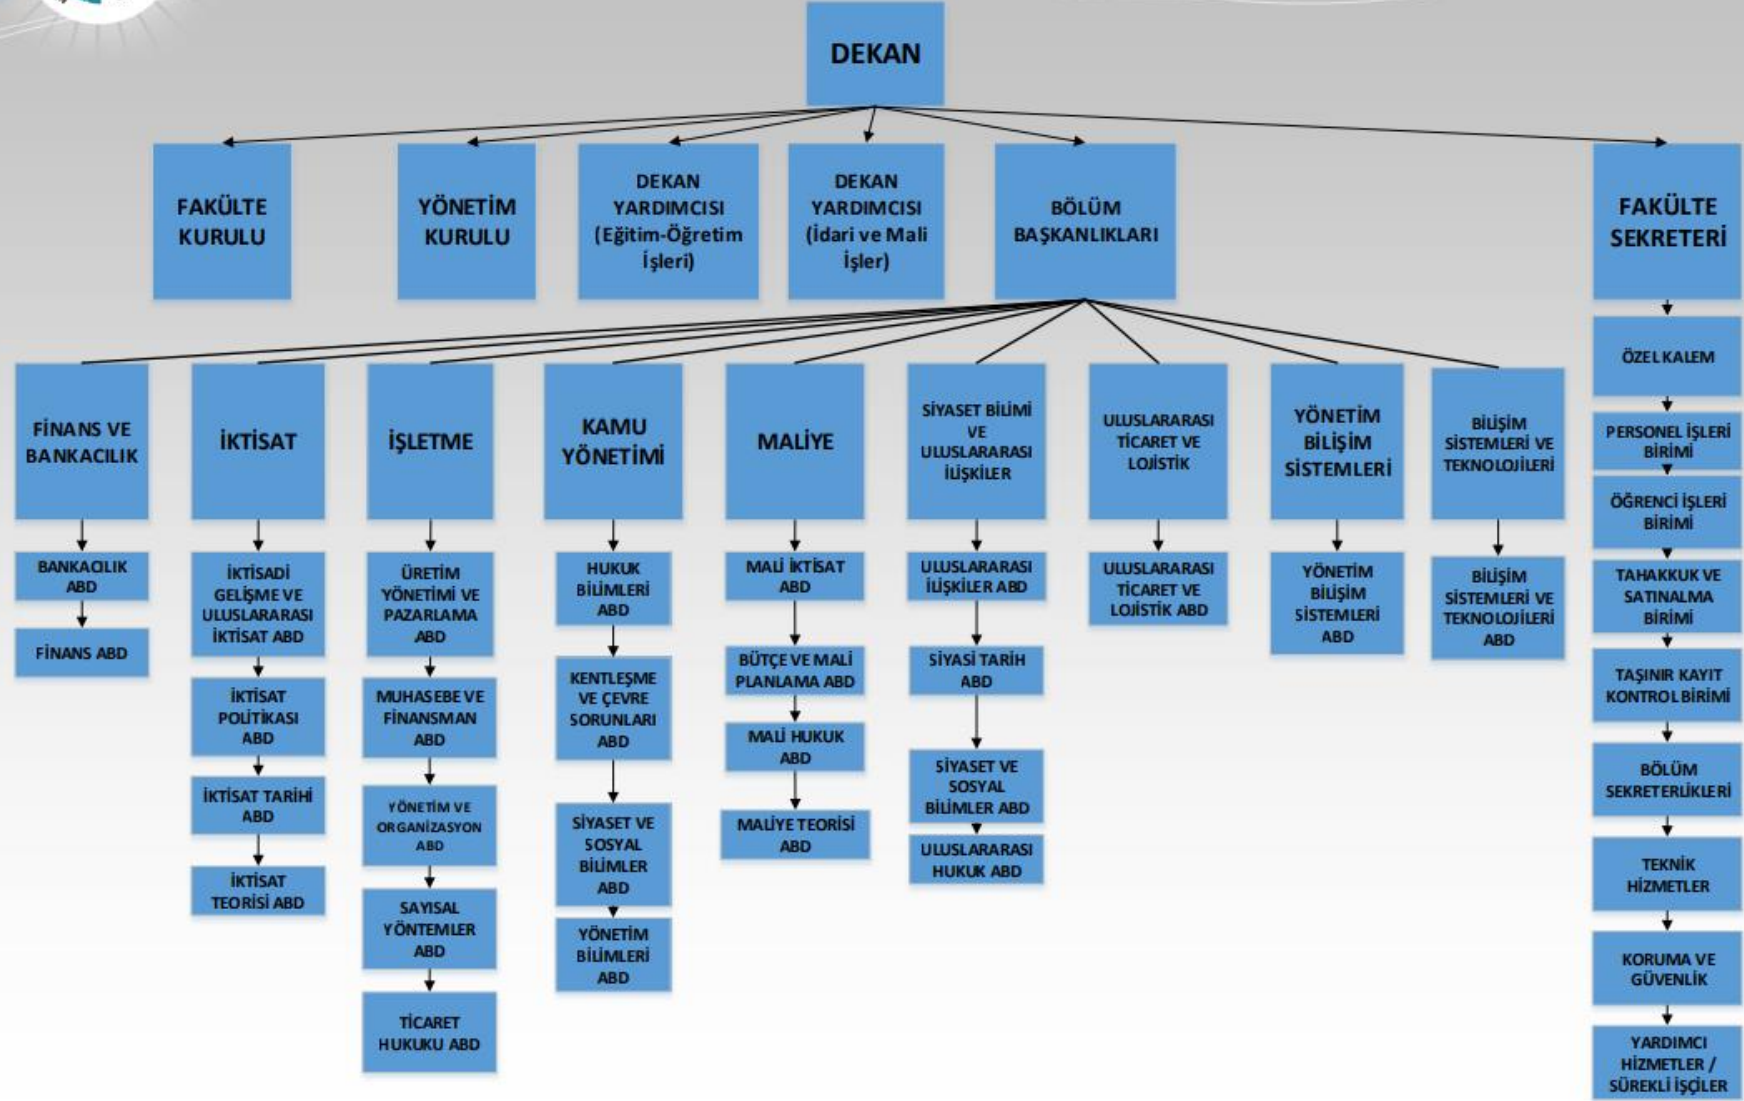 DEKAN
FAKÜLTE
KURULU
YÖNETİM
KURULU
DEKAN
YARDIMCISI
(Eğitim-Öğretim
İşleri)
DEKAN
YARDIMCISI
(İdari ve Mali
İşler)
BÖLÜM
BAŞKANLIKLARI
FAKÜLTE
SEKRETERİ
FİNANS VE
BANKACILIK
İKTİSAT
İŞLETME
KAMU
YÖNETİMİ
MALİYE
SİYASET BİLİMİ
VE
ULUSLARARASI
İLİŞKİLER
ULUSLARARASI
TİCARET VE
LOJİSTİK
YÖNETİM
BİLİŞİM
SİSTEMLERİ
BİLİŞİM
SİSTEMLERİ VE
TEKNOLOJİLERİ
BANKACILIK
ABD
FİNANS ABD
İKTİSADİ
GELİŞME VE
ULUSLARARASI
İKTİSAT ABD
İKTİSAT
POLİTİKASI
ABD
İKTİSAT TARİHİ
ABD
İKTİSAT
TEORİSİ ABD
ÜRETİM
YÖNETİMİ VE
PAZARLAMA
ABD
MUHASEBE VE
FİNANSMAN
ABD
YÖNETİM VE
ORGANİZASYON
ABD
SAYISAL
YÖNTEMLER
ABD
TİCARET
HUKUKU ABD
HUKUK
BİLİMLERİ
ABD
KENTLEŞME
VE ÇEVRE
SORUNLARI
ABD
SİYASET VE
SOSYAL
BİLİMLER
ABD
YÖNETİM
BİLİMLERİ
ABD
MALİ İKTİSAT
ABD
BÜTÇE VE MALİ
PLANLAMA ABD
MALİ HUKUK
ABD
MALİYE TEORİSİ
ABD
ULUSLARARASI
İLİŞKİLER ABD
SİYASİ TARİH
ABD
SİYASET VE
SOSYAL
BİLİMLER ABD
ULUSLARARASI
HUKUK ABD
ULUSLARARASI
TİCARET VE
LOJİSTİK ABD
YÖNETİM
BİLİŞİM
SİSTEMLERİ
ABD
BİLİŞİM
SİSTEMLERİ VE
TEKNOLOJİLERİ
ABD
ÖZEL KALEM
PERSONEL İŞLERİ
BİRİMİ
ÖĞRENCİ İŞLERİ
BİRİMİ
TAHAKKUK VE
SATINALMA
BİRİMİ
TAŞINIR KAYIT
KONTROL BİRİMİ
BÖLÜM
SEKRETERLİKLERİ
TEKNİK
HİZMETLER
KORUMA VE
GÜVENLİK
YARDIMCI
HİZMETLER /
SÜREKLİ İŞÇİLER